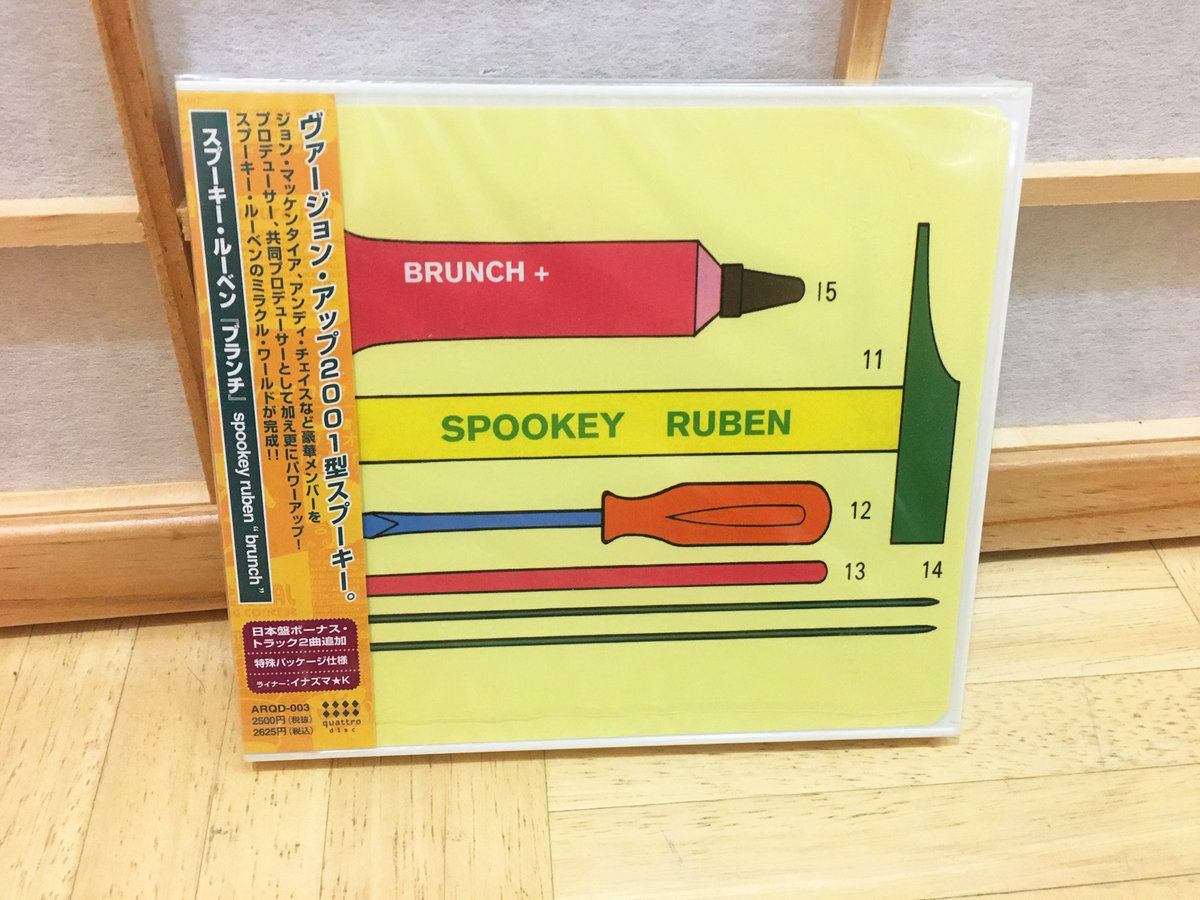 ヴァージョン・アップ2001型スプーキー。
ジョン・マッケンタイア、アンディ・チェイスなど豪華メンバーを
プロデューサー、共同プロデューサーとして加え更にパワーアップ!
スプーキー・ルーベンのミラクル・ワールドが完成!!
スプーキー・ルーベン『ブランチ』 spookey ruben “brunch”
日本盤ボーナス・
トラック2曲追加
特殊パッケージ仕様
ライナー:イナズマ★K
ARQD-003
2500円(税抜)
2625円(税込)
quattro
disc
BRUNCH +
15
11
SPOOKEY RUBEN
12
13
14